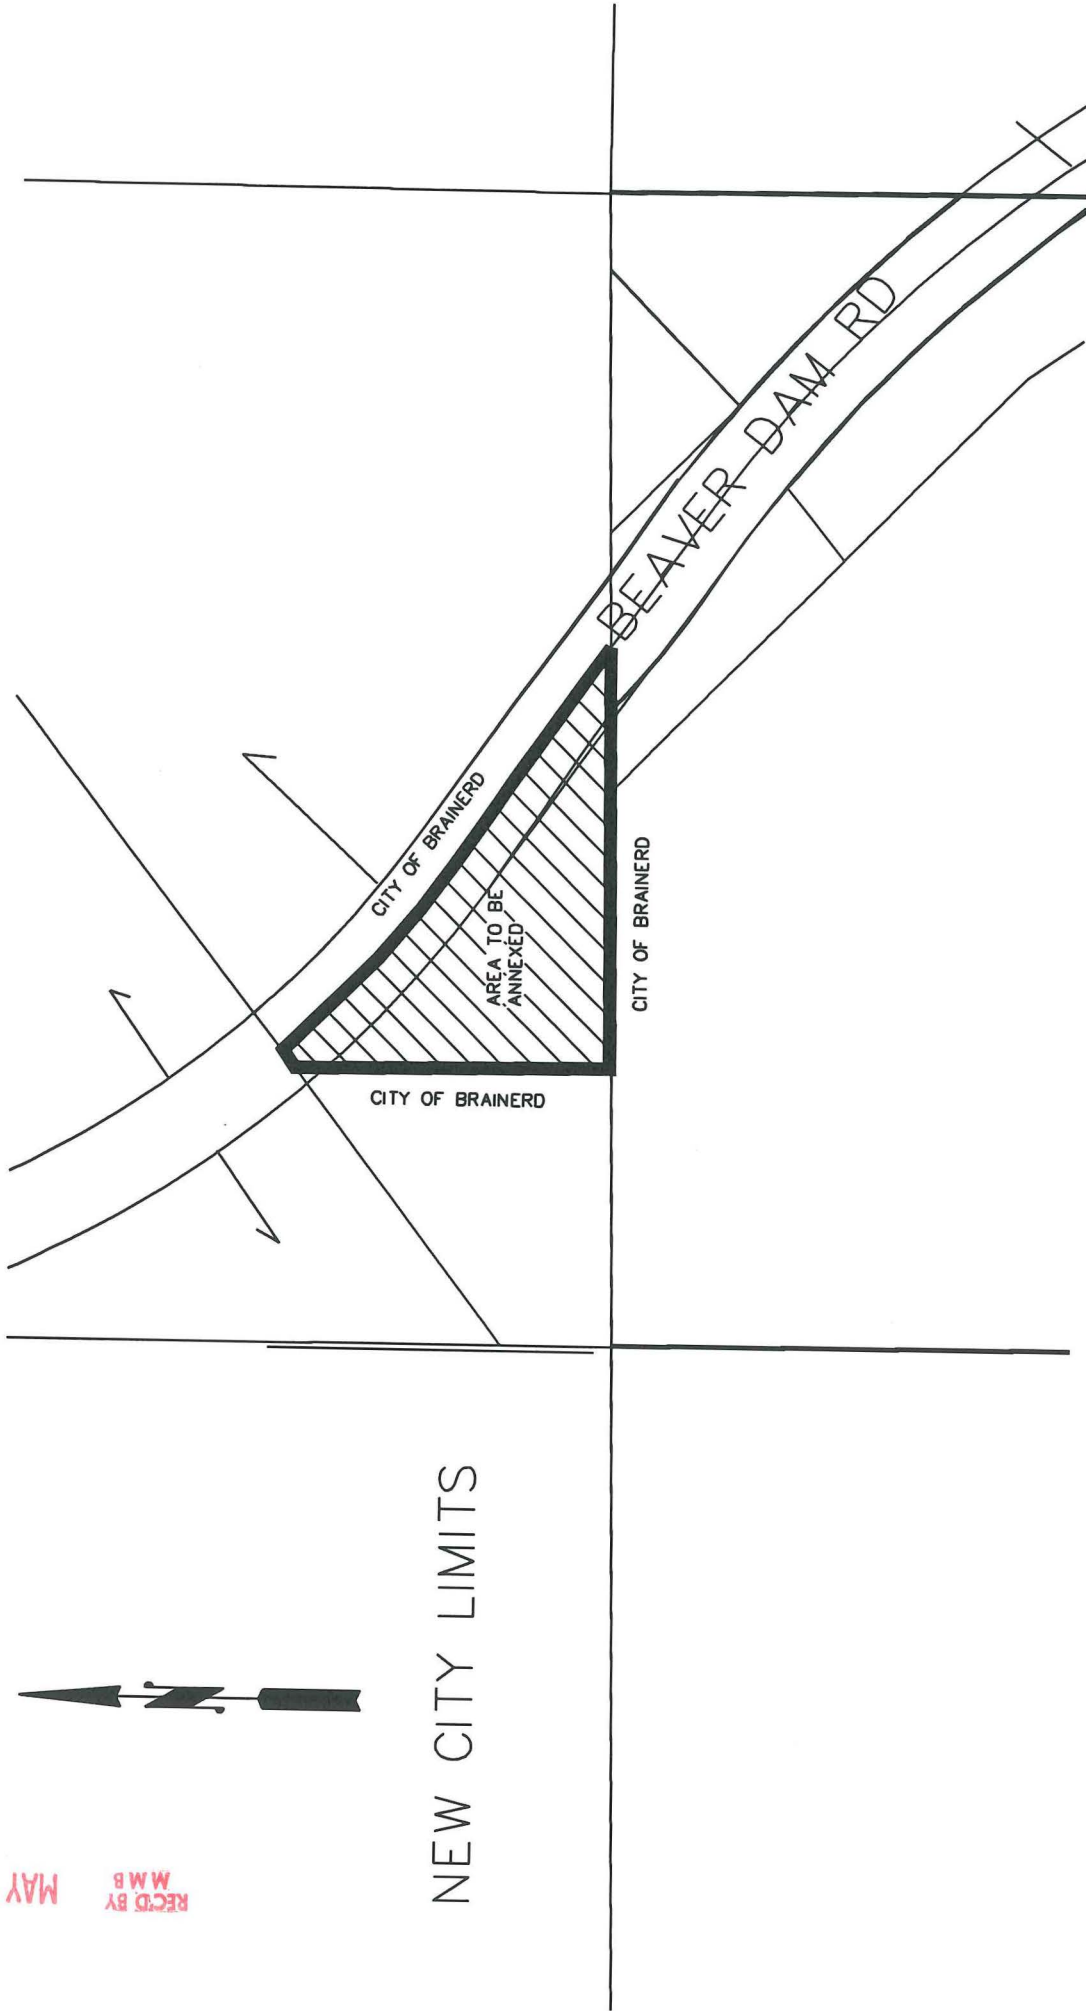 NEW CITY LIMITS
CITY OF BRAINERD
CITY OF BRAINERD
AREA TO BE
ANNEXED
CITY OF BRAINERD
BEAVER DAM RD
REC'D. BY
MMB
MAY